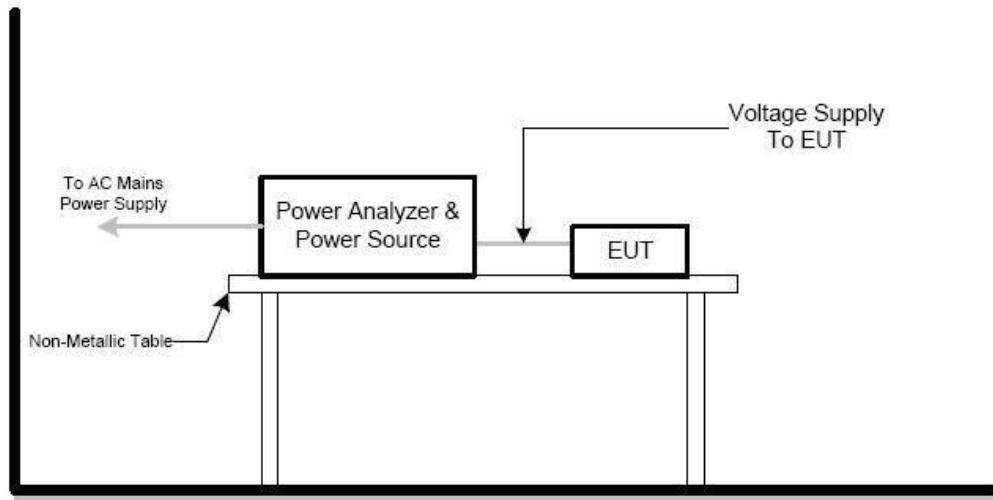 Voltage Supply
To EUT
To AC Mains
Power Supply
Power Analyzer &
Power Source
EUT
Non-Metallic Table